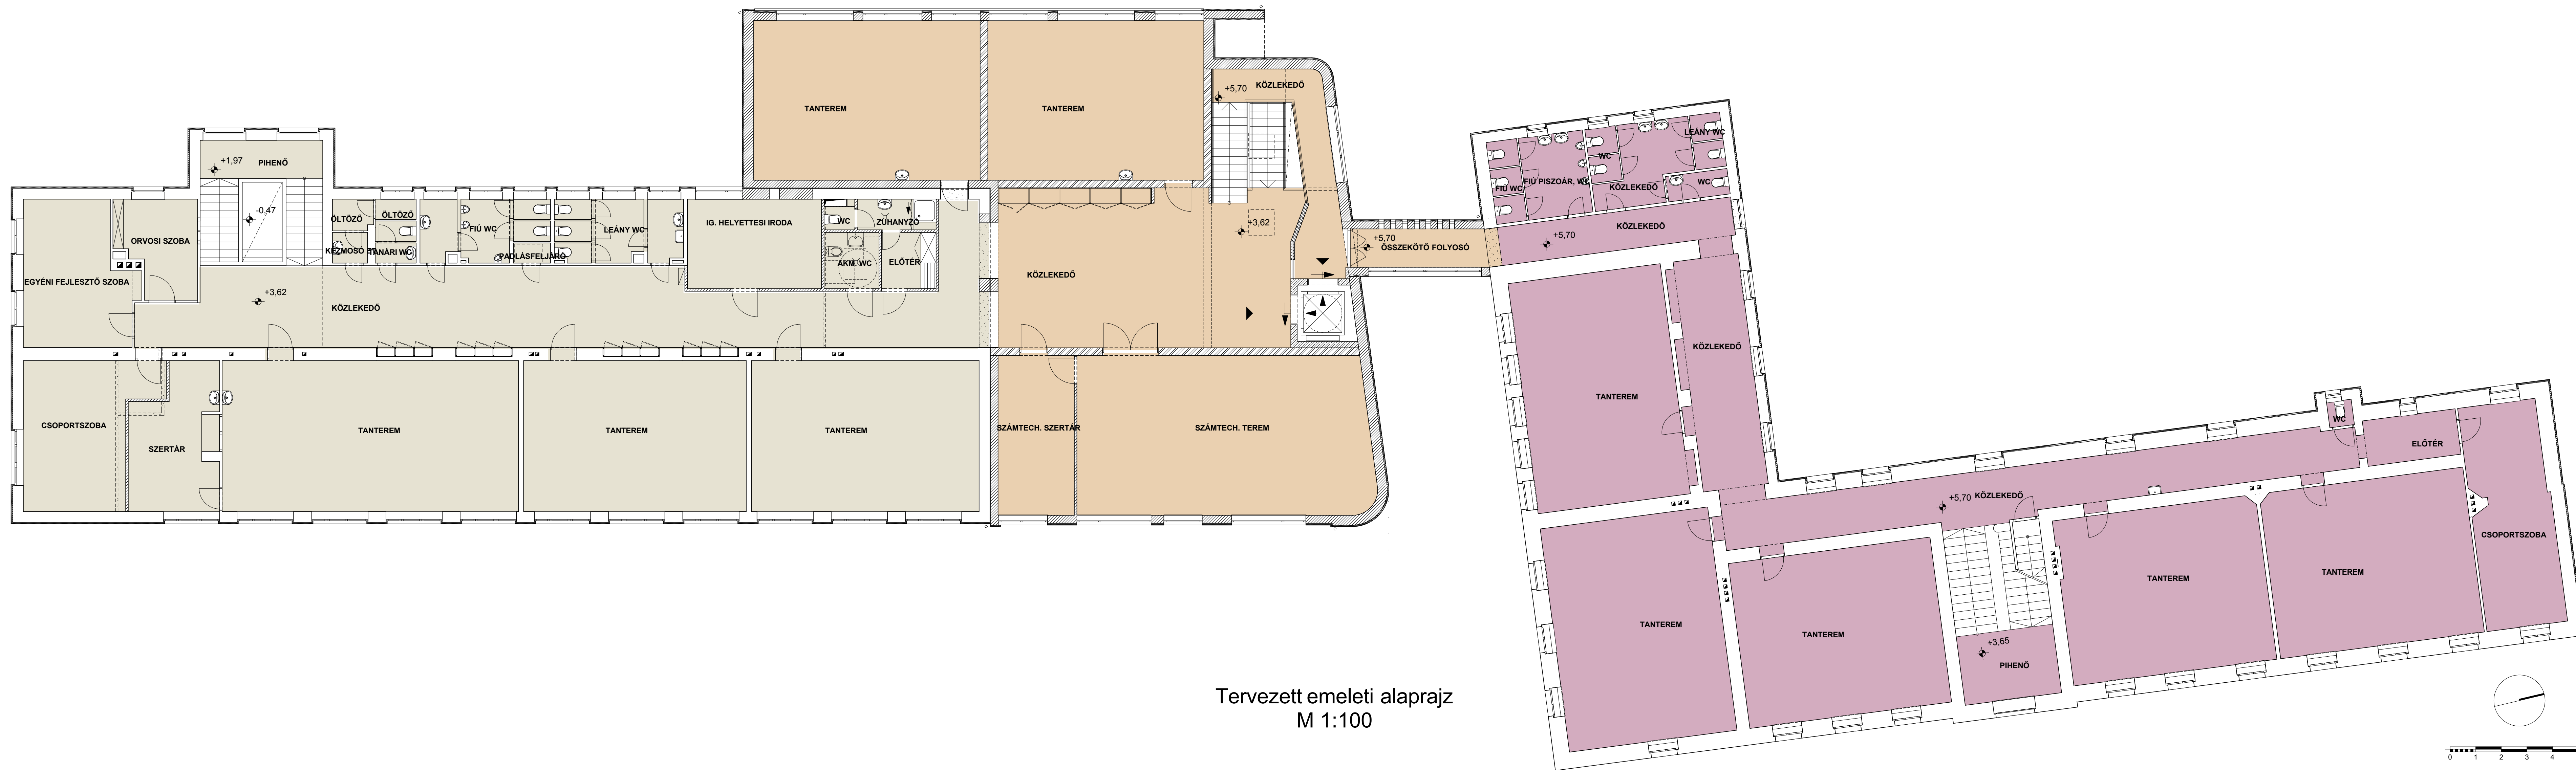 TANTEREM
TANTEREM
KÖZLEKEDŐ
+5,70
+1,97
PIHENŐ
-0,47
ORVOSI SZOBA
EGYÉNI FEJLESZTŐ SZOBA
+3,62
KÖZLEKEDŐ
ÖLTÖZŐ
ÖLTÖZŐ
TANÁRI WC
FIÚ WC
PADLÁSFELJÁRÓ
LEÁNY WC
IG. HELYETTESI IRODA
WC
ZUHANYZÓ
AKM. WC
ELŐTÉR
KÖZLEKEDŐ
+3,62
+5,70
ÖSSZEKÖTŐ FOLYOSÓ
CSOPORTSZOBA
SZERTÁR
TANTEREM
TANTEREM
TANTEREM
SZÁMTECH. SZERTÁR
SZÁMTECH. TEREM
LEÁNY WC
WC
FIÚ WC
FIÚ PISZOÁR, WC
KÖZLEKEDŐ
WC
KÖZLEKEDŐ
+5,70
KÖZLEKEDŐ
TANTEREM
WC
ELŐTÉR
+5,70
KÖZLEKEDŐ
CSOPORTSZOBA
TANTEREM
TANTEREM
TANTEREM
TANTEREM
+3,65
PIHENŐ
Tervezett emeleti alaprajz
M 1:100
0 1 2 3 4